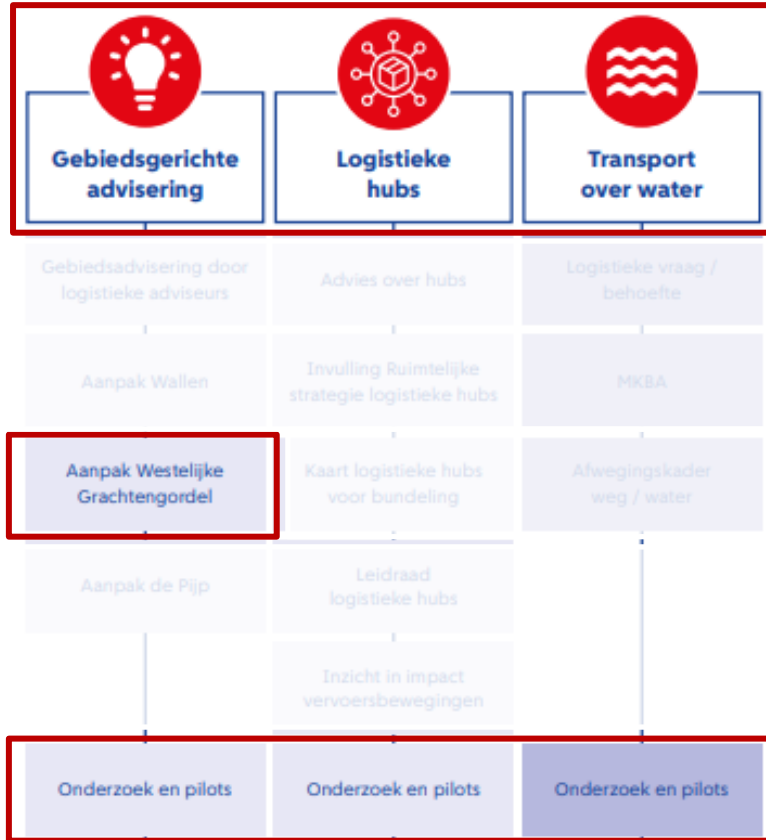 Gebiedsgerichte
advisering
Logistieke
hubs
Transport
over water
Gebiedsadvisering door
logistieke adviseurs
Advies over hubs
Logistieke vraag /
behoefte
Aanpak Wallen
Invulling Ruimtelijke
strategie logistieke hubs
MKBA
Aanpak Westelijke
Grachtengordel
Kaart logistieke hubs
voor bundeling
Afwegingskader
weg / water
Aanpak de Pijp
Leidraad
logistieke hubs
Inzicht in impact
vervoersbewegingen
Onderzoek en pilots
Onderzoek en pilots
Onderzoek en pilots